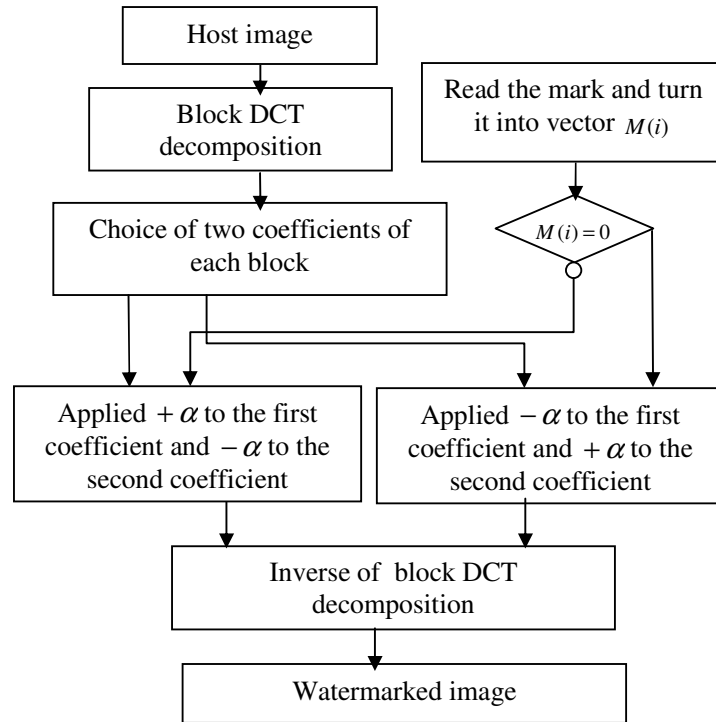 Host image
Block DCT
decomposition
Read the mark and turn
it into vector M(i)
Choice of two coefficients of
each block
M(i) = 0
Applied + α to the first
coefficient and − α to the
second coefficient
Applied − α to the first
coefficient and + α to the
second coefficient
Inverse of block DCT
decomposition
Watermarked image